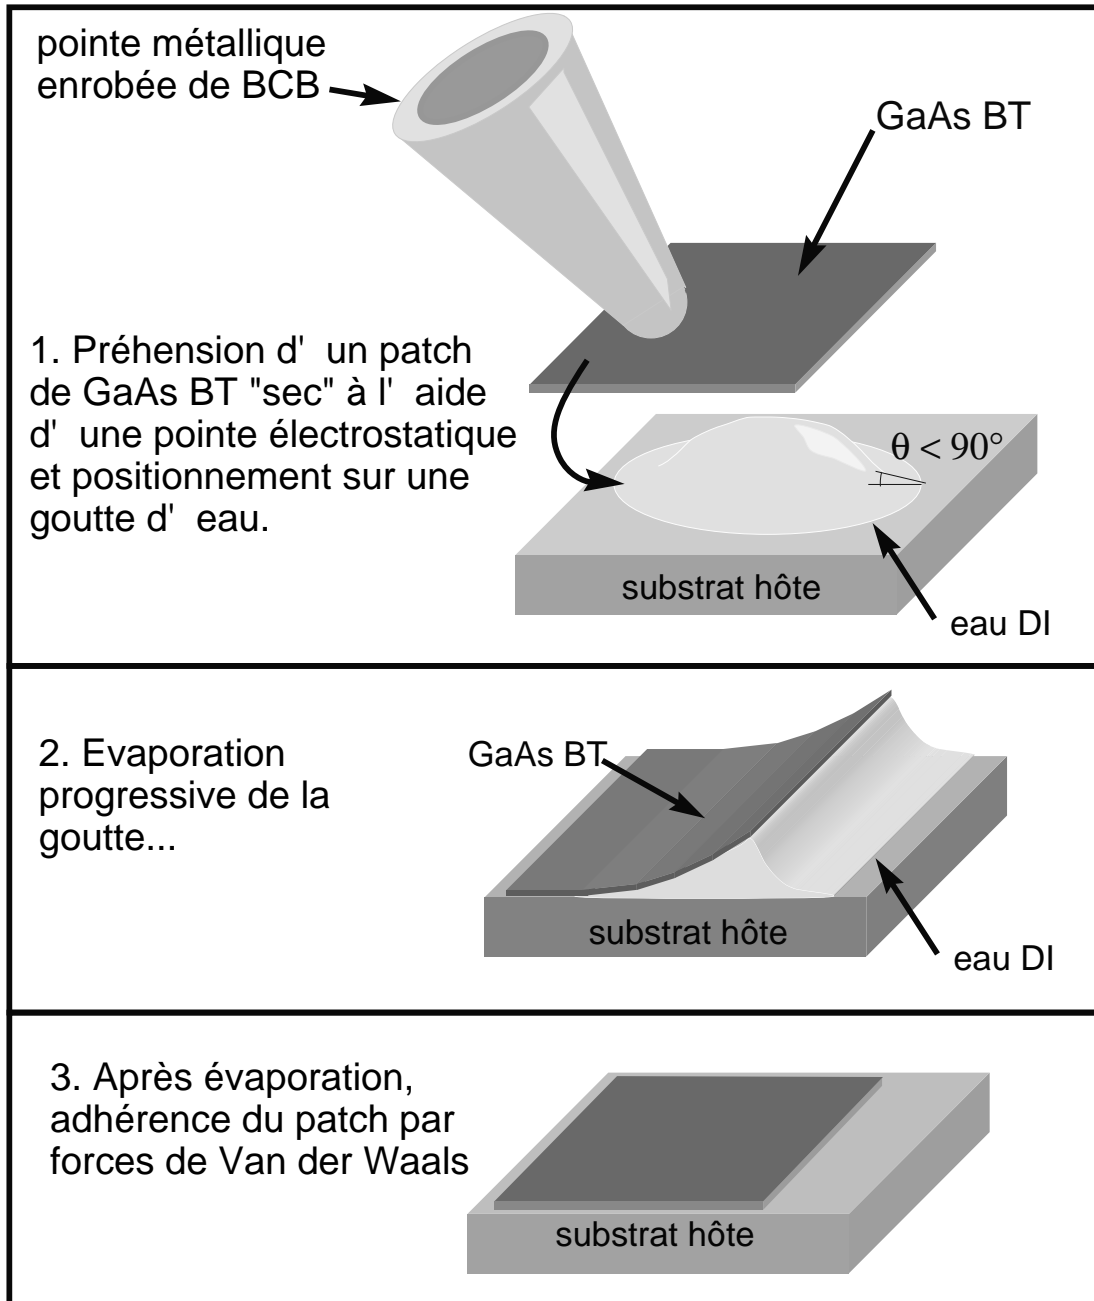 pointe métallique
enrobée de BCB
GaAs BT
1. Préhension d' un patch
de GaAs BT "sec" à l' aide
d' une pointe électrostatique
et positionnement sur une
goutte d' eau.
θ < 90°
substrat hôte
eau DI
2. Evaporation
progressive de la
goutte...
GaAs BT
substrat hôte
eau DI
3. Après évaporation,
adhérence du patch par
forces de Van der Waals
substrat hôte